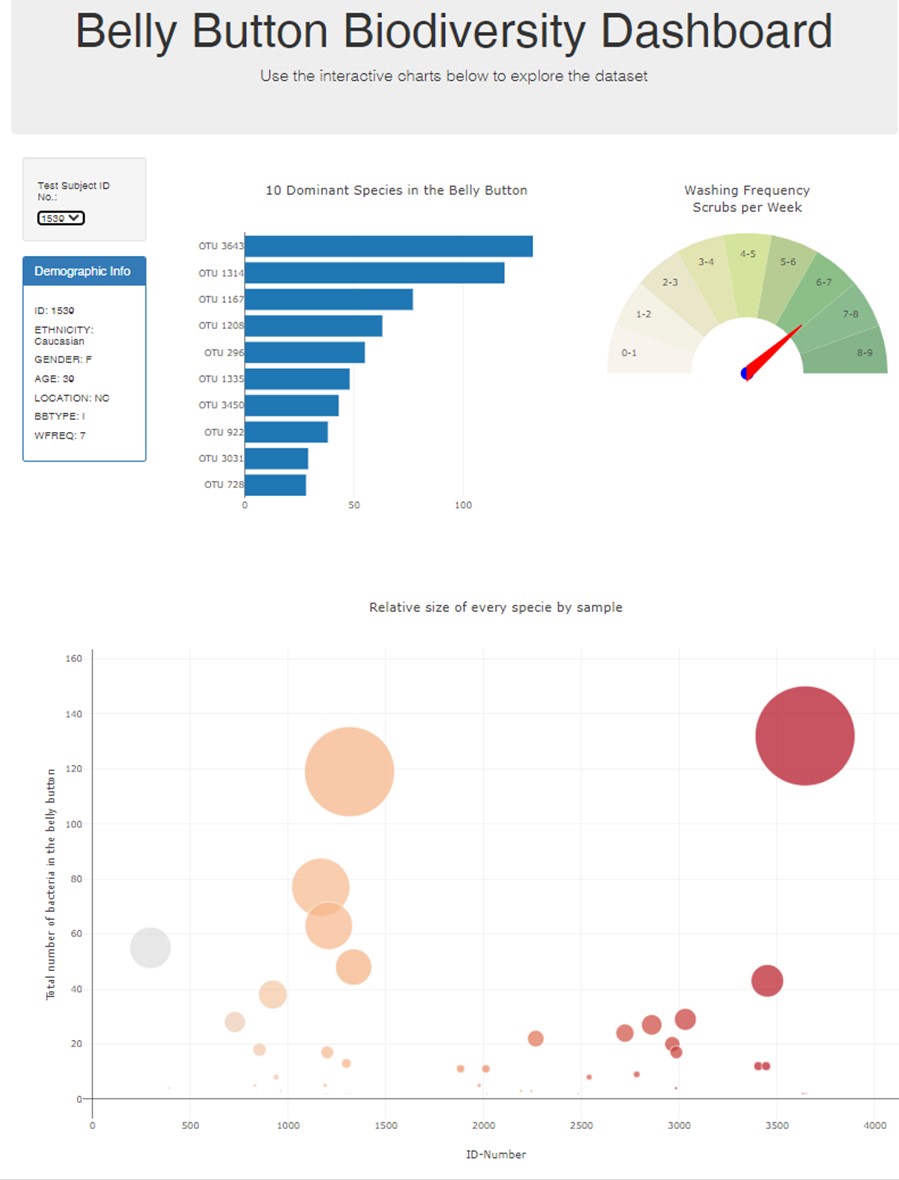 Belly Button Biodiversity Dashboard
Use the interactive charts below to explore the dataset
Test Subject ID
No.:
1539
Demographic Info
ID: 1539
ETHNICITY:
Caucasian
GENDER: F
AGE: 39
LOCATION: NC
BBTYPE: I
WFREQ: 7
10 Dominant Species in the Belly Button
OTU 3643
OTU 1314
OTU 1167
OTU 1208
OTU 296
OTU 1335
OTU 3450
OTU 922
OTU 3031
OTU 728
0
50
100
Washing Frequency
Scrubs per Week
0-1
1-2
2-3
3-4
4-5
5-6
6-7
7-8
8-9
Relative size of every specie by sample
Total number of bacteria in the belly button
160
140
120
100
80
60
40
20
0
0
500
1000
1500
2000
2500
3000
3500
4000
ID-Number